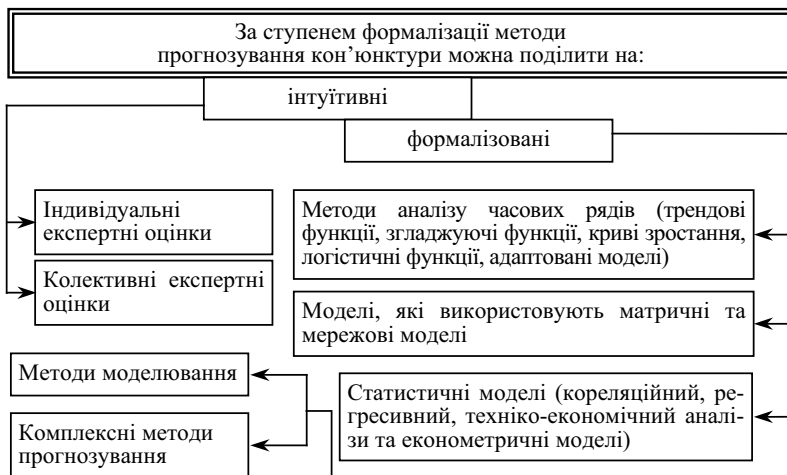 За ступенем формалізації методи
прогнозування кон’юнктури можна поділити на:
інтуїтивні
формалізовані
Індивідуальні
експертні оцінки
Колективні експертні
оцінки
Методи аналізу часових рядів (трендові
функції, згладжуючі функції, криві зростання,
логістичні функції, адаптовані моделі)
Моделі, які використовують матричні та
мережові моделі
Методи моделювання
Комплексні методи
прогнозування
Статистичні моделі (кореляційний, ре-
гресивний, техніко-економічний аналі-
зи та економетричні моделі)